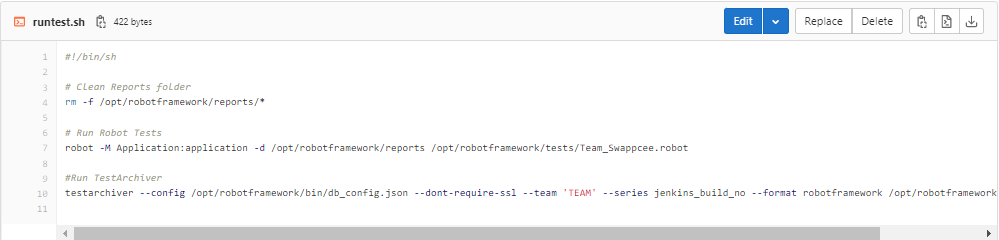 runtest.sh 422 bytes Edit Replace Delete
1 #!/bin/sh
2
3 # Clean Reports folder
4 rm -f /opt/robotframework/reports/*
5
6 # Run Robot Tests
7 robot -M Application:application -d /opt/robotframework/reports /opt/robotframework/tests/Team_Swappcee.robot
8
9 #Run TestArchiver
10 testarchiver --config /opt/robotframework/bin/db_config.json --dont-require-ssl --team 'TEAM' --series jenkins_build_no --format robotframework /opt/robotframework
11